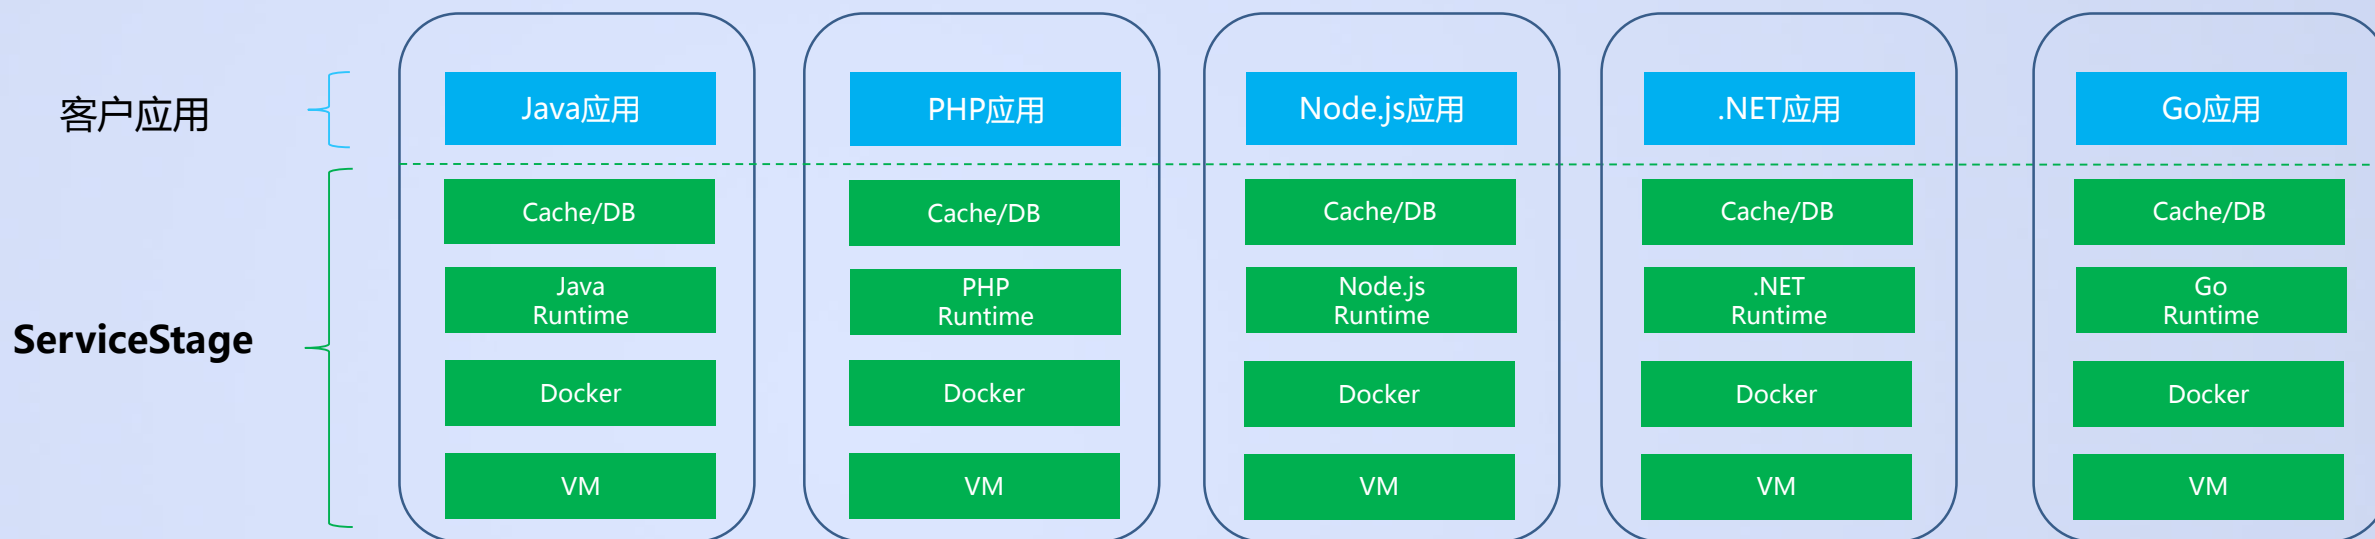 客户应用
Java应用
PHP应用
Node.js应用
.NET应用
Go应用
ServiceStage
Cache/DB
Cache/DB
Cache/DB
Cache/DB
Cache/DB
Java
Runtime
PHP
Runtime
Node.js
Runtime
.NET
Runtime
Go
Runtime
Docker
Docker
Docker
Docker
Docker
VM
VM
VM
VM
VM